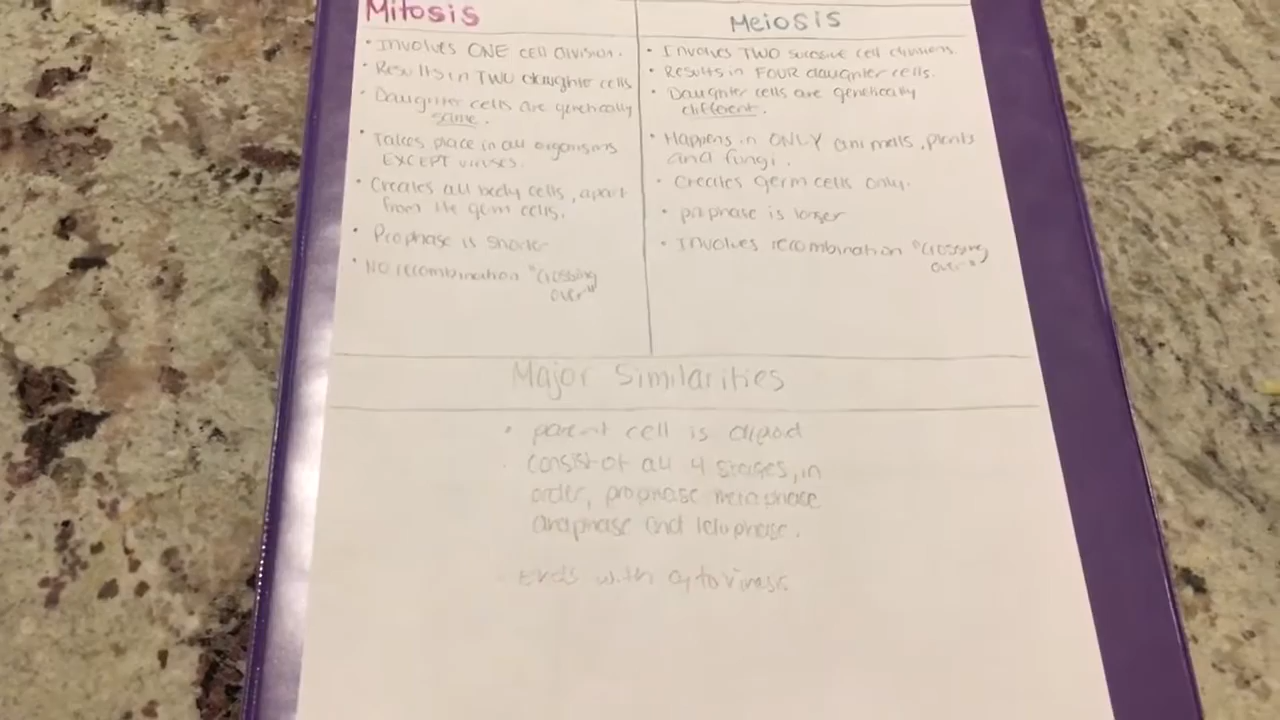 Mitosis
• Involves ONE cell division.
• Results in TWO daughter cells
• Daughter cells are genetically
same.
• Takes place in all organisms
EXCEPT viruses.
• Creates all body cells, apart
from the germ cells.
• Prophase is shorter
• NO recombination "crossing
over"
Meiosis
• Involves TWO cell divisions.
• Results in FOUR daughter cells.
• Daughter cells are genetically
different.
• Happens in ONLY animals, plants
and fungi.
• Creates germ cells only.
• prophase is longer
• Involves recombination "crossing
over"
Major Similarities
• parent cell is diploid
• consist of all 4 stages, in
order, prophase metaphase
anaphase and telophase.
Ends with cytokinesis